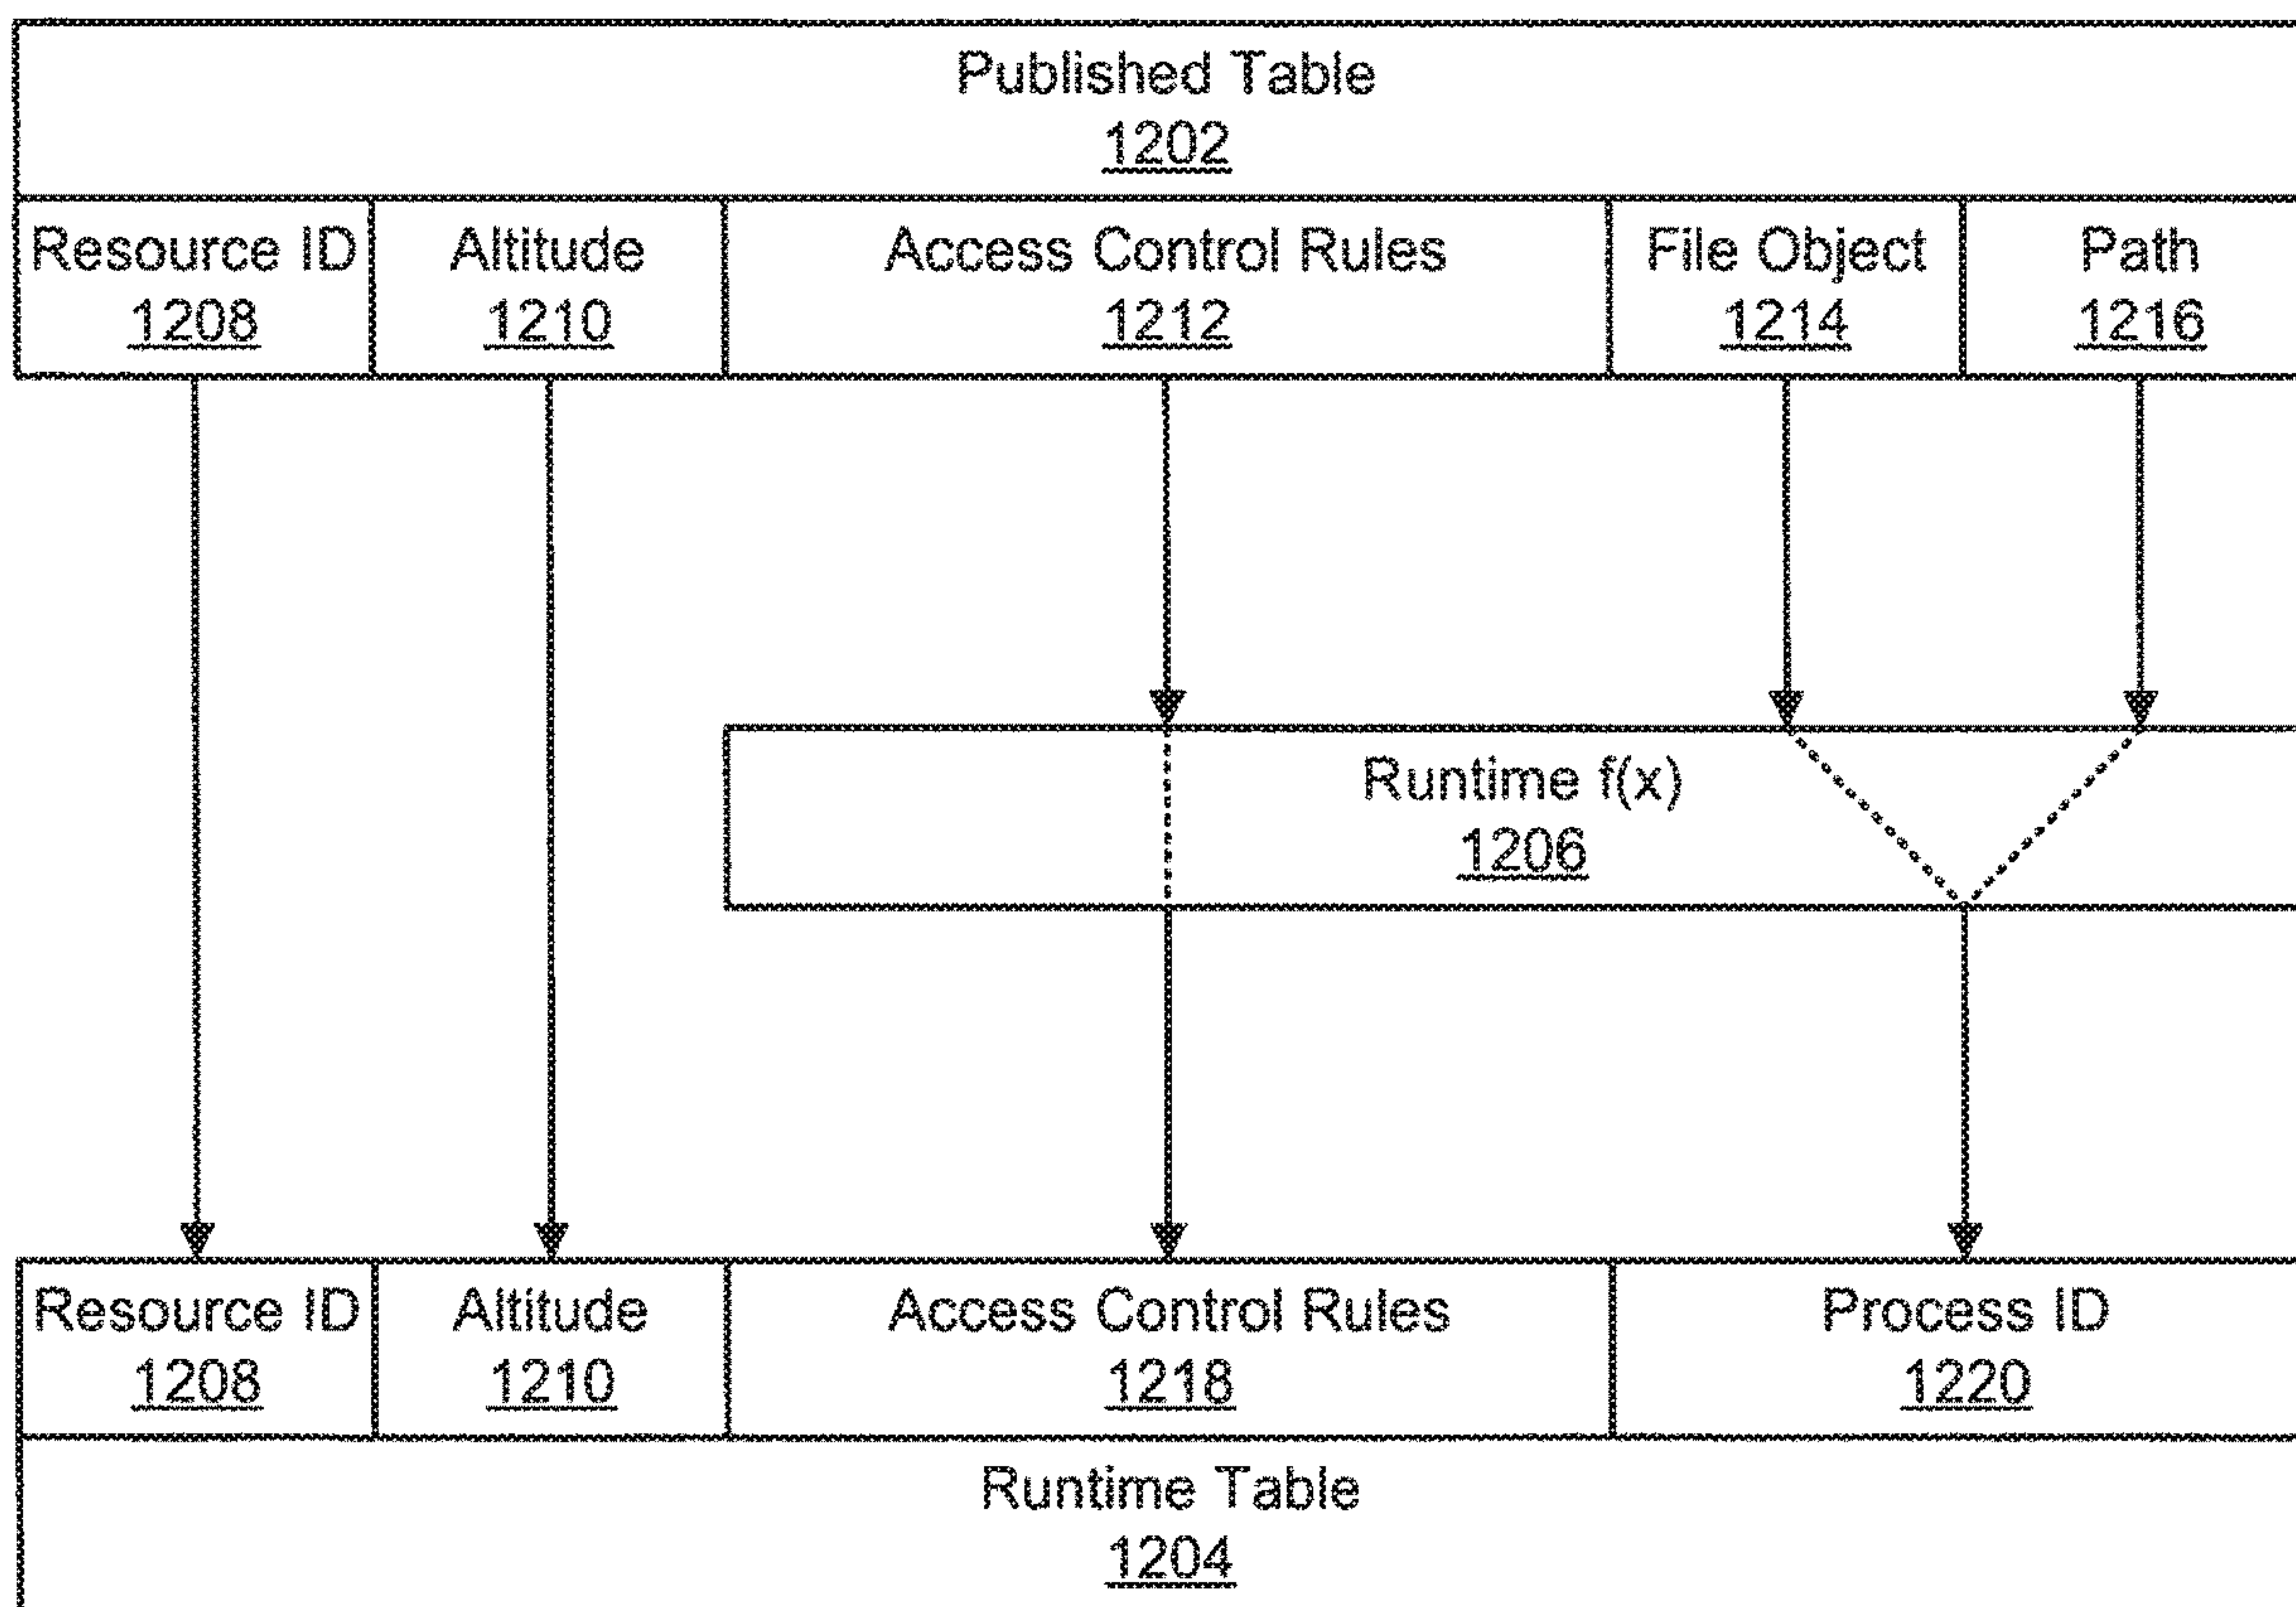 Published Table
1202
Resource ID
1208
Altitude
1210
Access Control Rules
1212
File Object
1214
Path
1216
Runtime f(x)
1206
Resource ID
1208
Altitude
1210
Access Control Rules
1218
Process ID
1220
Runtime Table
1204